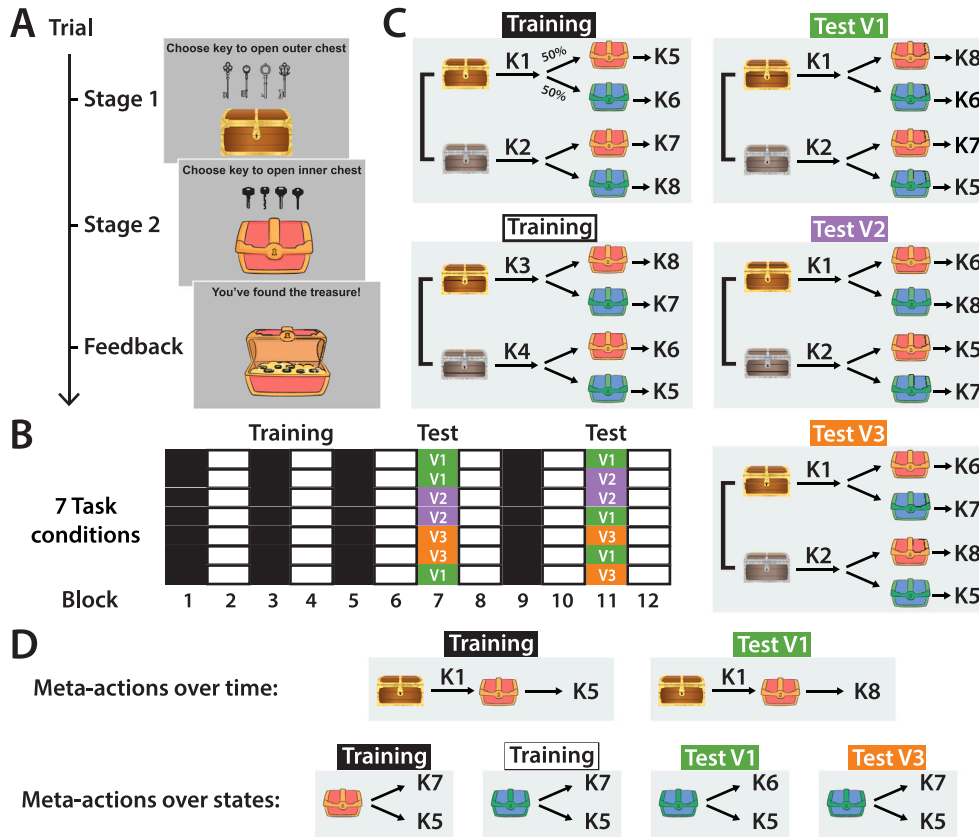 A
Trial
Stage 1
Choose key to open outer chest
Stage 2
Choose key to open inner chest
Feedback
You've found the treasure!
B
Training
Test
Test
7 Task
conditions
V1
V1
V1
V2
V2
V2
V2
V1
V3
V3
V3
V1
V1
V3
Block
1 2 3 4 5 6 7 8 9 10 11 12
C
Training
K1
50%
50%
K5
K6
K2
K7
K8
Test V1
K1
K8
K6
K2
K7
K5
Training
K3
K8
K7
K4
K6
K5
Test V2
K1
K6
K8
K2
K5
K7
Test V3
K1
K6
K7
K2
K8
K5
D
Meta-actions over time:
Training
K1
K5
Test V1
K1
K8
Meta-actions over states:
Training
K7
K5
Training
K7
K5
Test V1
K6
K5
Test V3
K7
K5